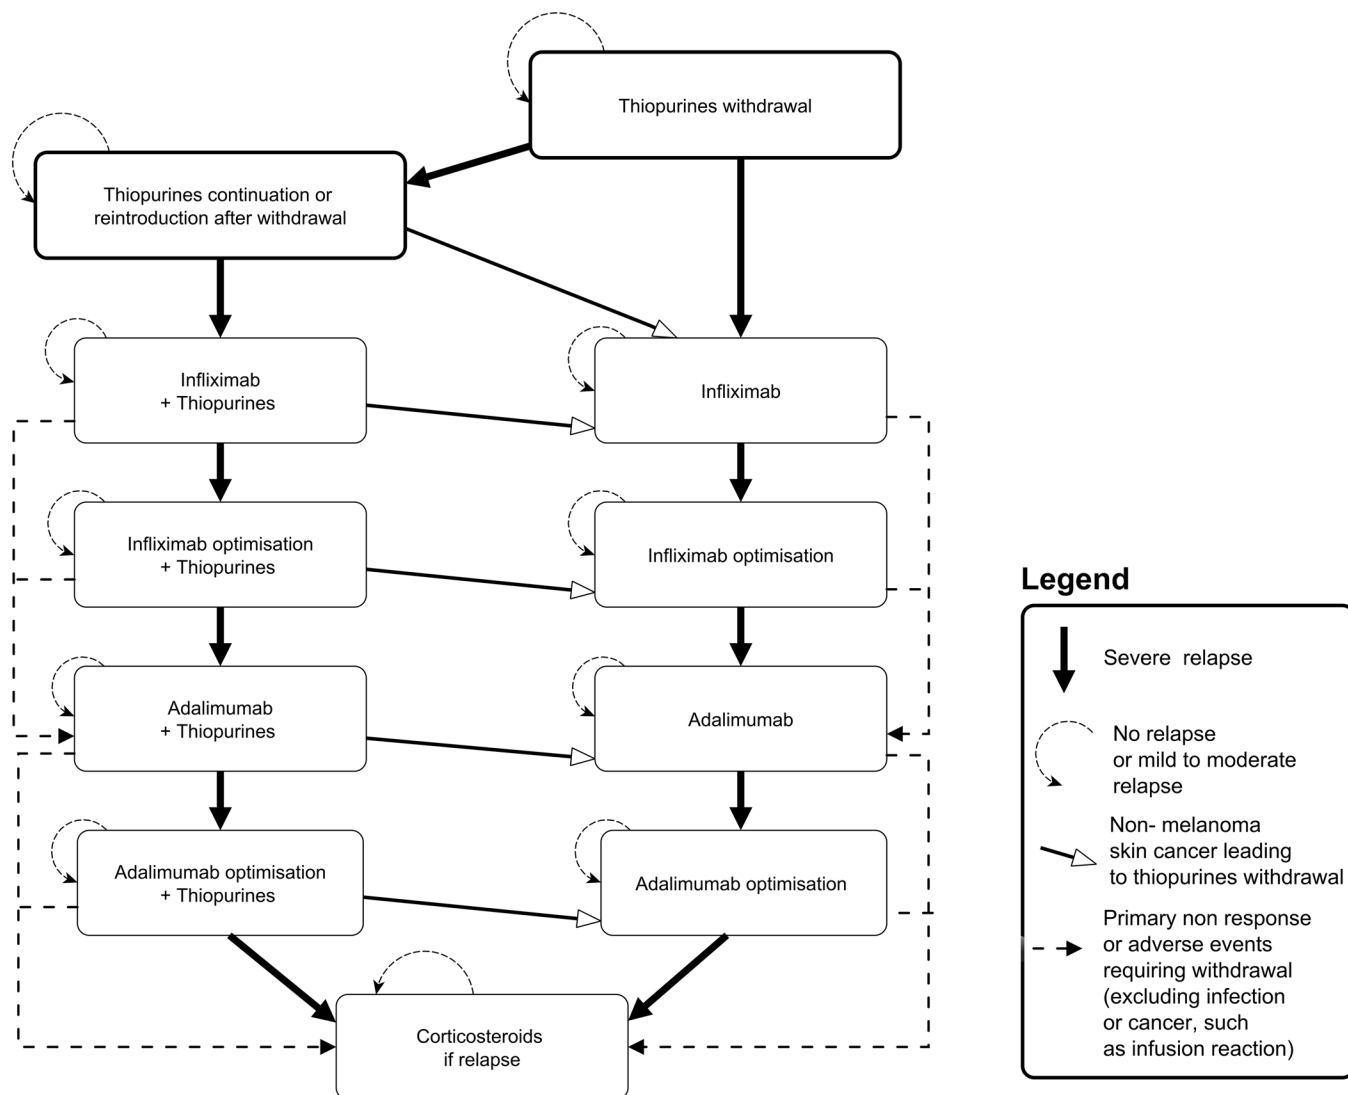 Thiopurines withdrawal
Thiopurines continuation or
reintroduction after withdrawal
Infliximab
+ Thiopurines
Infliximab
Infliximab optimisation
+ Thiopurines
Infliximab optimisation
Adalimumab
+ Thiopurines
Adalimumab
Adalimumab optimisation
+ Thiopurines
Adalimumab optimisation
Corticosteroids
if relapse
Legend
Severe relapse
No relapse
or mild to moderate
relapse
Non- melanoma
skin cancer leading
to thiopurines withdrawal
Primary non response
or adverse events
requiring withdrawal
(excluding infection
or cancer, such
as infusion reaction)